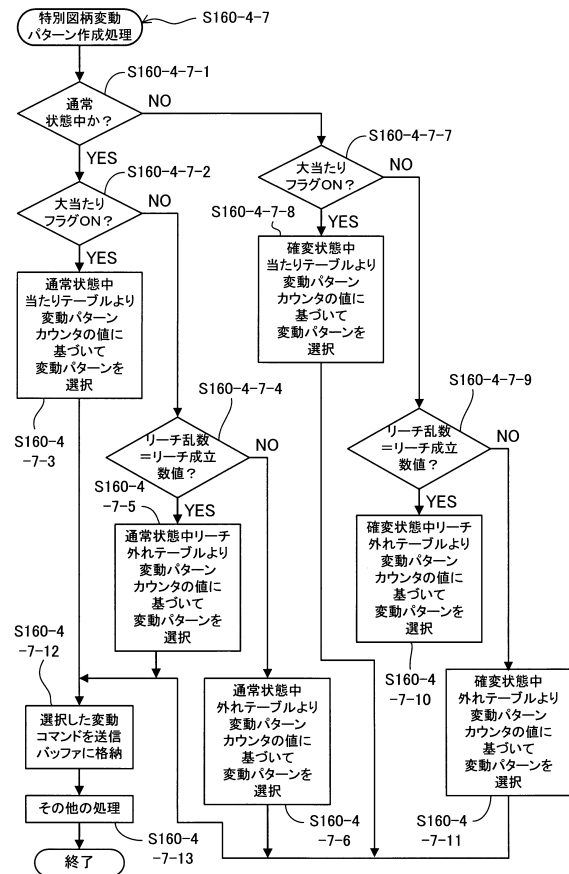 特別図柄変動
パターン作成処理
S160-4-7
S160-4-7-1
通常
状態中か?
NO
YES
S160-4-7-2
大当たり
フラグON?
NO
YES
S160-4-7-7
大当たり
フラグON?
NO
YES
S160-4-7-8
確変状態中
当たりテーブルより
変動パターン
カウンタの値に
基づいて
変動パターンを
選択
通常状態中
当たりテーブルより
変動パターン
カウンタの値に
基づいて
変動パターンを
選択
S160-4
-7-3
S160-4-7-4
リーチ乱数
=リーチ成立
数値?
NO
YES
S160-4
-7-5
通常状態中リーチ
外れテーブルより
変動パターン
カウンタの値に
基づいて
変動パターンを
選択
S160-4-7-9
リーチ乱数
=リーチ成立
数値?
NO
YES
確変状態中リーチ
外れテーブルより
変動パターン
カウンタの値に
基づいて
変動パターンを
選択
S160-4
-7-10
S160-4
-7-12
選択した変動
コマンドを送信
バッファに格納
通常状態中
外れテーブルより
変動パターン
カウンタの値に
基づいて
変動パターンを
選択
S160-4
-7-6
確変状態中
外れテーブルより
変動パターン
カウンタの値に
基づいて
変動パターンを
選択
S160-4
-7-11
その他の処理
S160-4
-7-13
終了